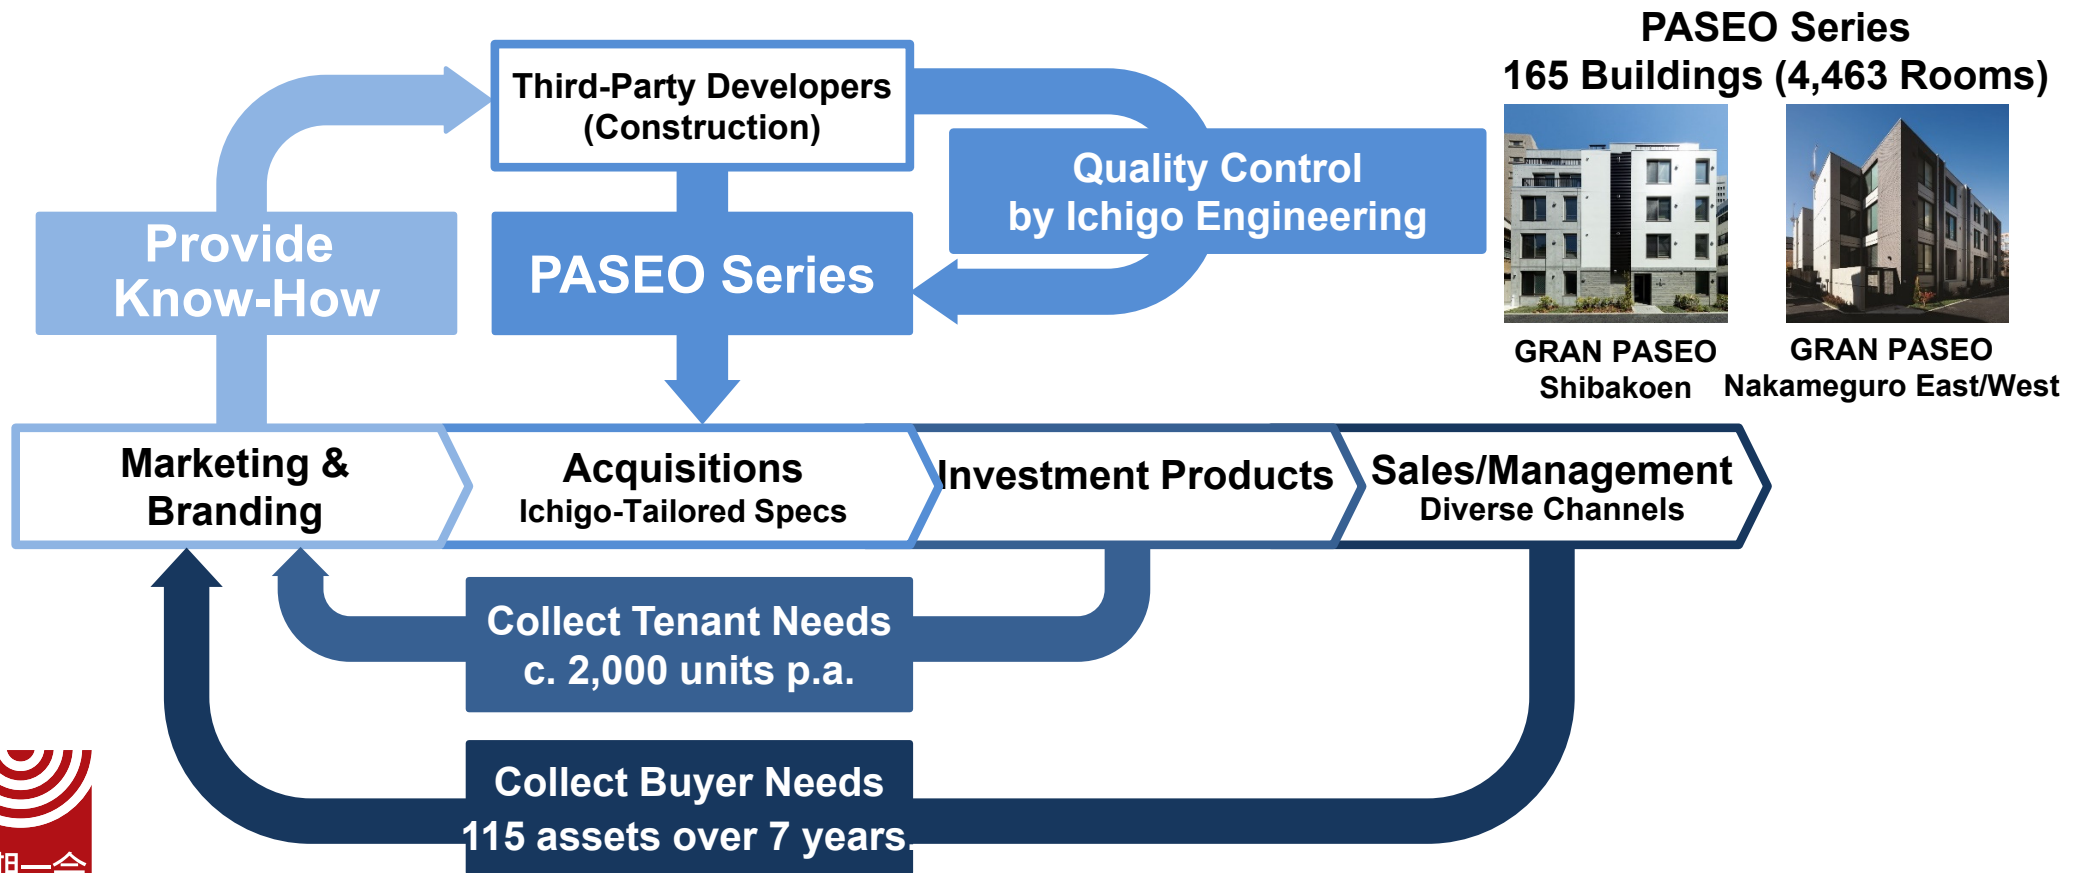 PASEO Series
165 Buildings (4,463 Rooms)
Third-Party Developers
(Construction)
Quality Control
by Ichigo Engineering
Provide
Know-How
PASEO Series
GRAN PASEO
Shibakoen
GRAN PASEO
Nakameguro East/West
Marketing &
Branding
Acquisitions
Ichigo-Tailored Specs
Investment Products
Sales/Management
Diverse Channels
Collect Tenant Needs
c. 2,000 units p.a.
Collect Buyer Needs
115 assets over 7 years.